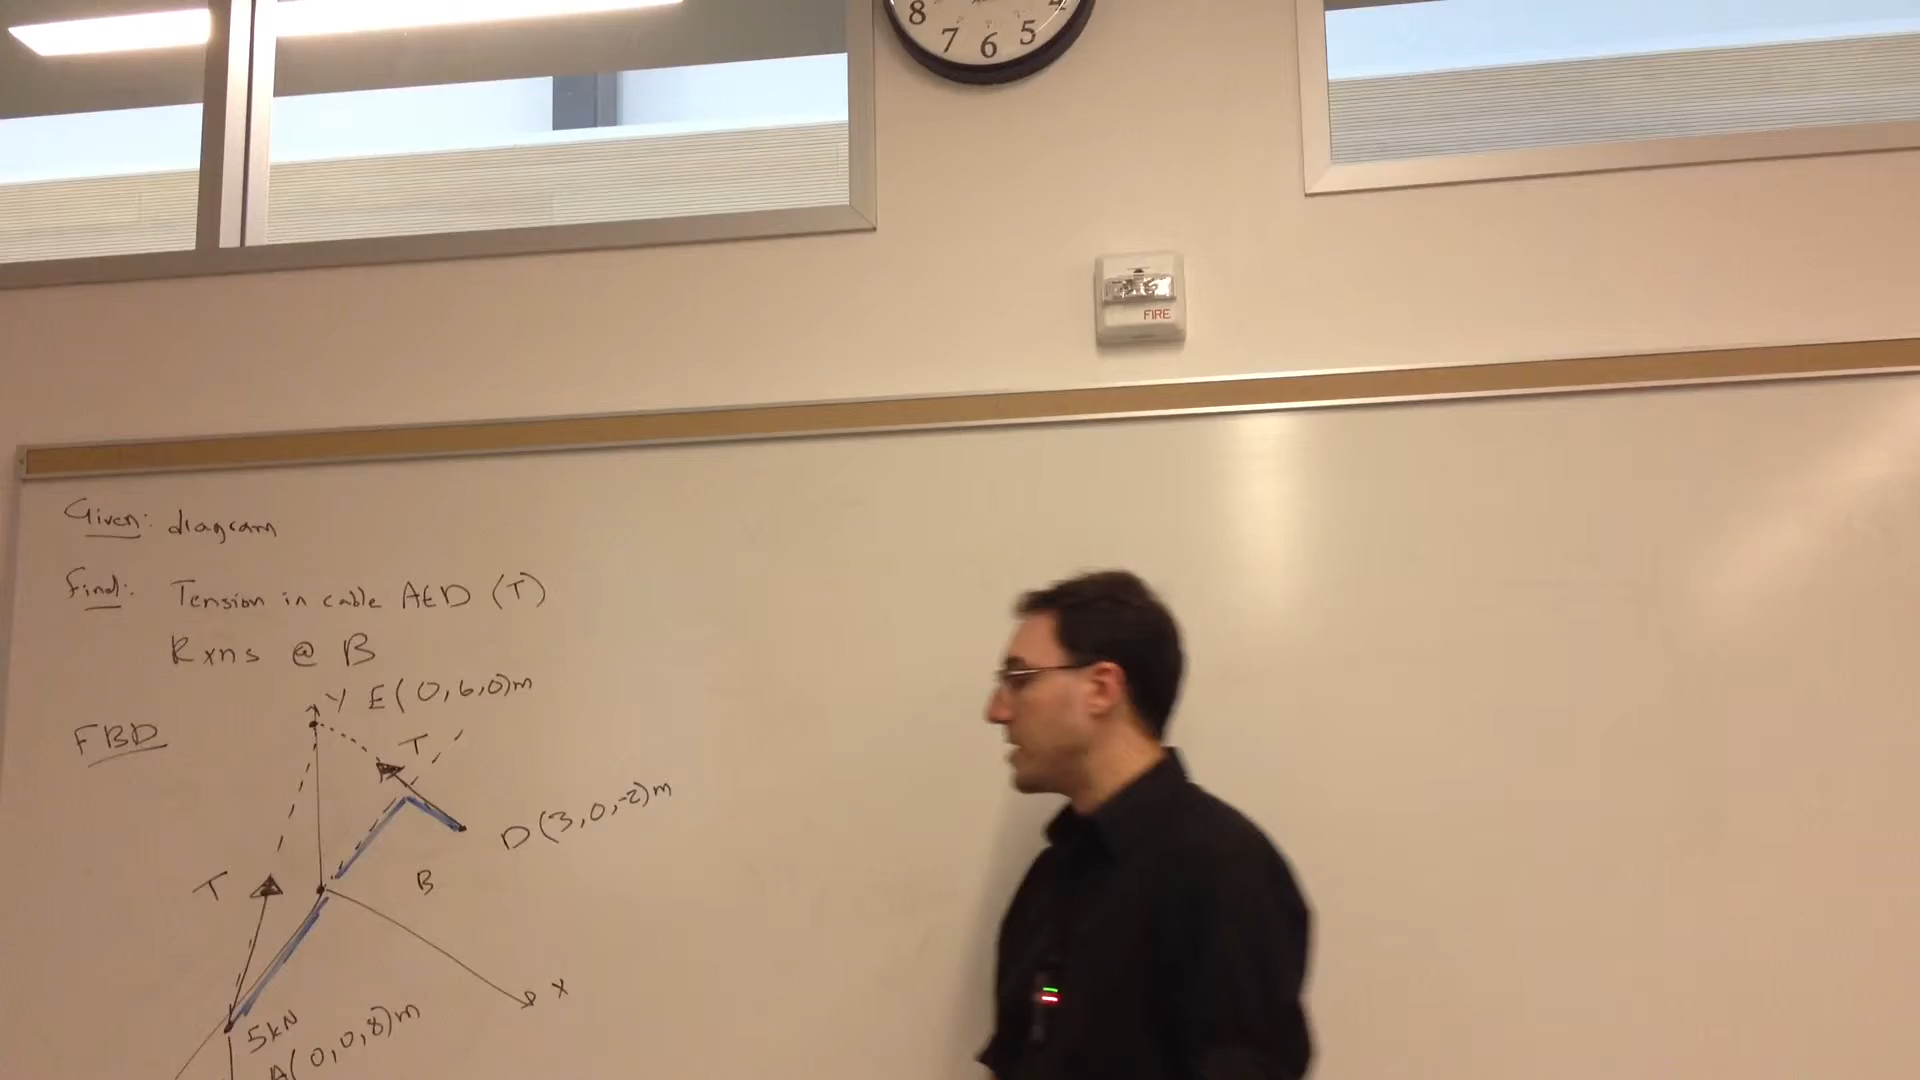 8 7 6 5 4
FIRE
Given: diagram
Find: Tension in cable AED (T)
Rxns @ B
FBD
Y E(0,6,0)m
T
D(3,0,-2)m
T
B
X
5kN
A(0,0,8)m